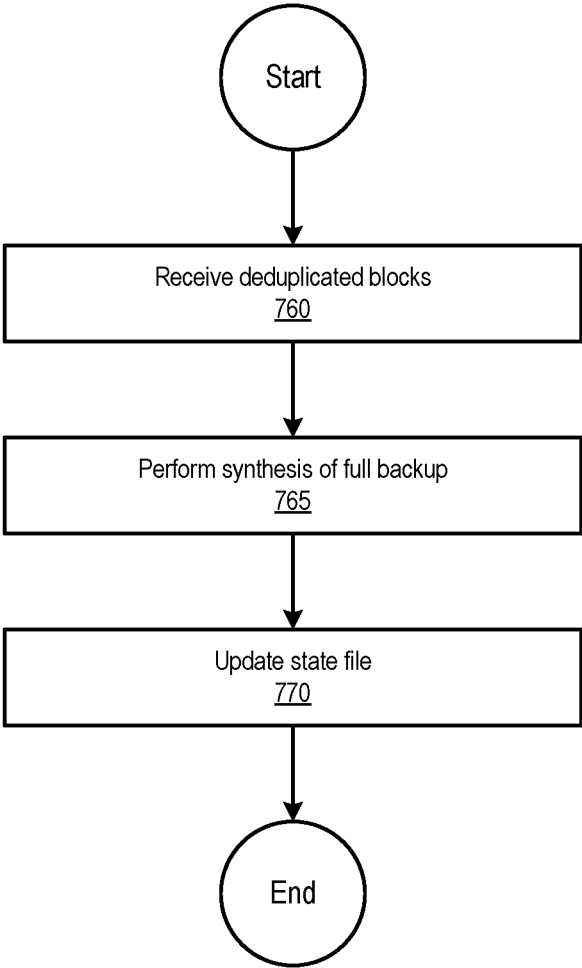 Start
Receive deduplicated blocks
760
Perform synthesis of full backup
765
Update state file
770
End